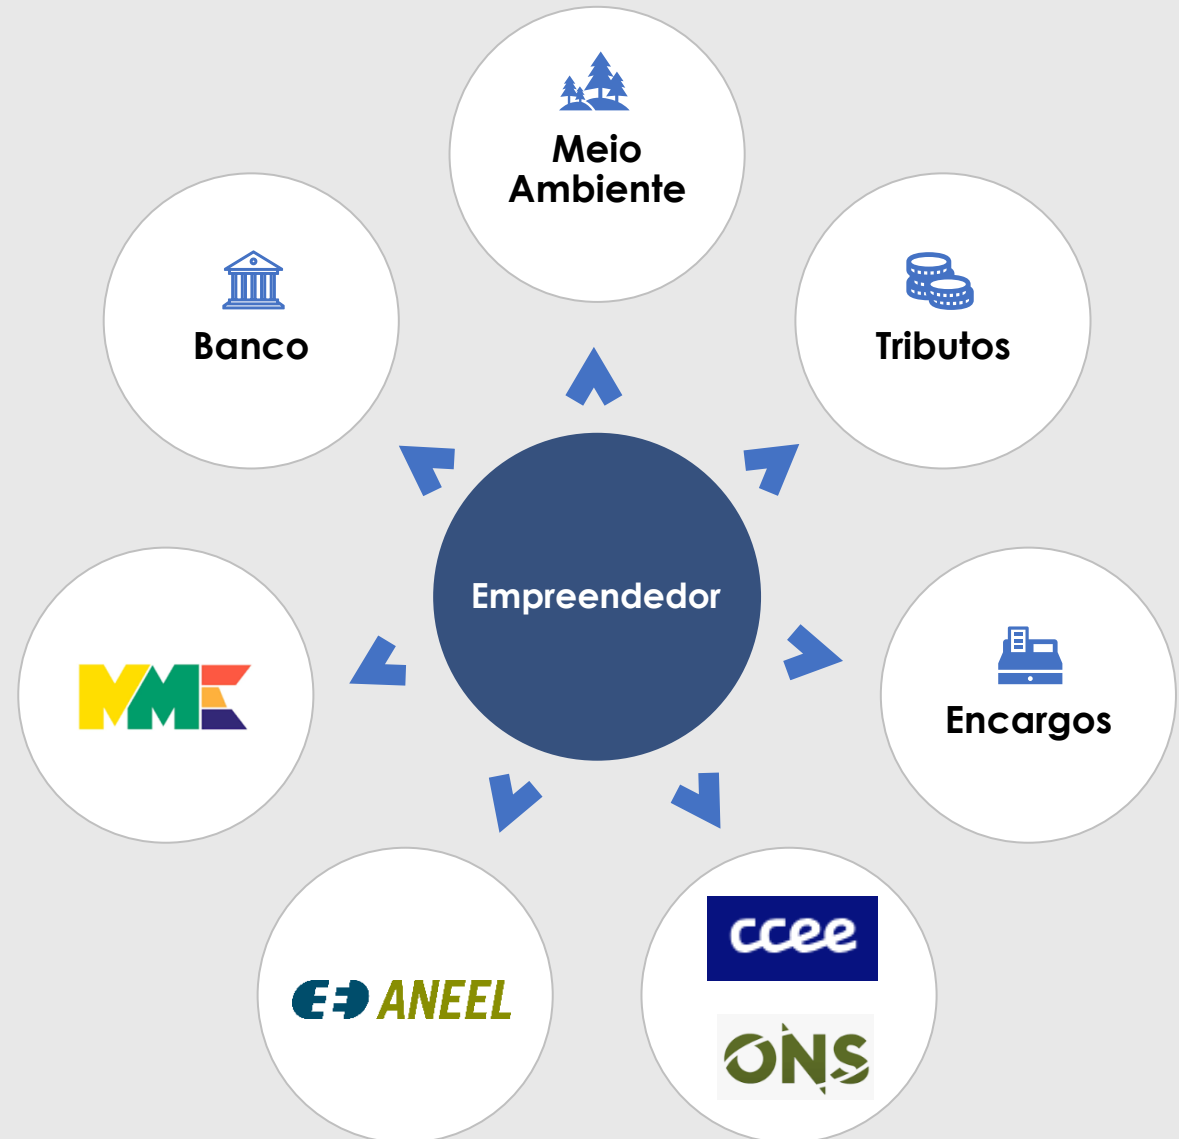 Meio
Ambiente
Banco
Tributos
Empreendedor
MME
Encargos
ccee
ANEEL
ONS